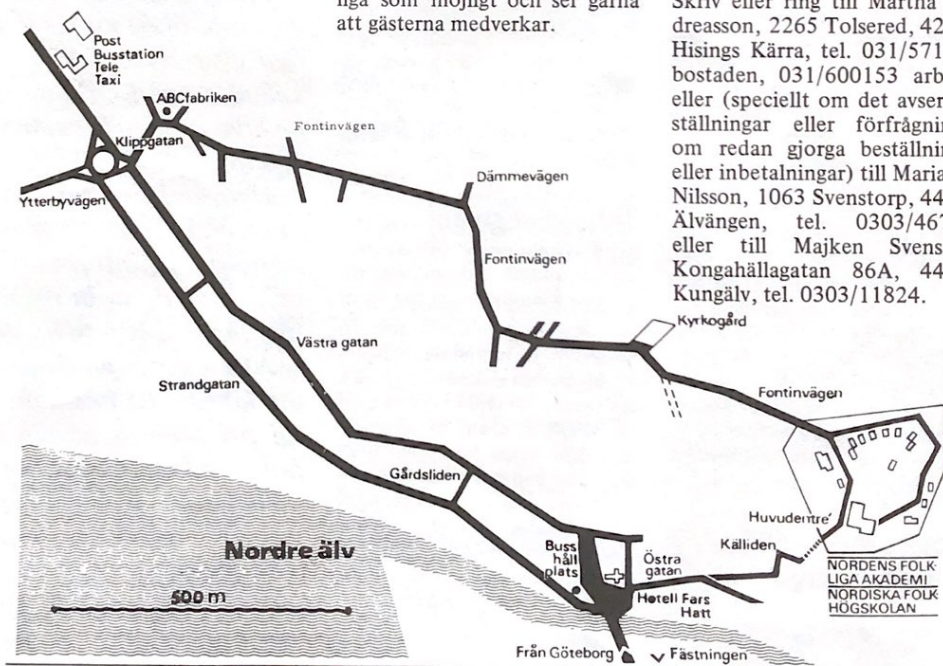 liga som möjligt och ser gärna
att gästerna medverkar.
Skriv eller ring till Martha
dreasson, 2265 Tolsered, 42
Hisings Kärra, tel. 031/571
bostaden, 031/600153 arb
eller (speciellt om det avser
ställningar eller förfrågnin
om redan gjorga beställnin
eller inbetalningar) till Maria
Nilsson, 1063 Svenstorp, 44
Älvängen, tel. 0303/46
eller till Majken Svens
Kongahällagatan 86A, 44
Kungälv, tel. 0303/11824.
Post
Busstation
Tele
Taxi
ABCfabriken
Fontinvägen
Klippgatan
Ytterbyvägen
Dämmevägen
Fontinvägen
Kyrkogård
Västra gatan
Strandgatan
Fontinvägen
Gårdsliden
Huvudentre'
Nordre älv
500 m
Buss
håll
plats
Östra
gatan
Källiden
Hotell Fars
Hatt
NORDENS FOLK-
LIGA AKADEMI
NORDISKA FOLK-
HÖGSKOLAN
Från Göteborg
Fästningen